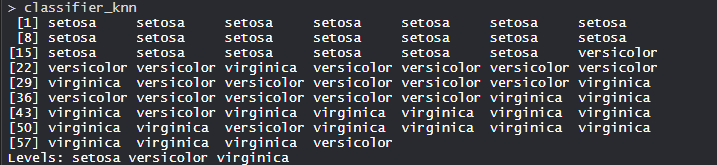 > classifier_knn
[1] setosa setosa setosa setosa setosa setosa setosa
[8] setosa setosa setosa setosa setosa setosa setosa
[15] setosa setosa setosa setosa setosa setosa versicolor
[22] versicolor versicolor virginica versicolor versicolor versicolor versicolor
[29] virginica versicolor versicolor versicolor versicolor versicolor virginica
[36] versicolor versicolor versicolor versicolor versicolor virginica virginica
[43] virginica versicolor virginica virginica virginica virginica virginica
[50] virginica virginica versicolor virginica virginica virginica virginica
[57] virginica virginica virginica versicolor
Levels: setosa versicolor virginica